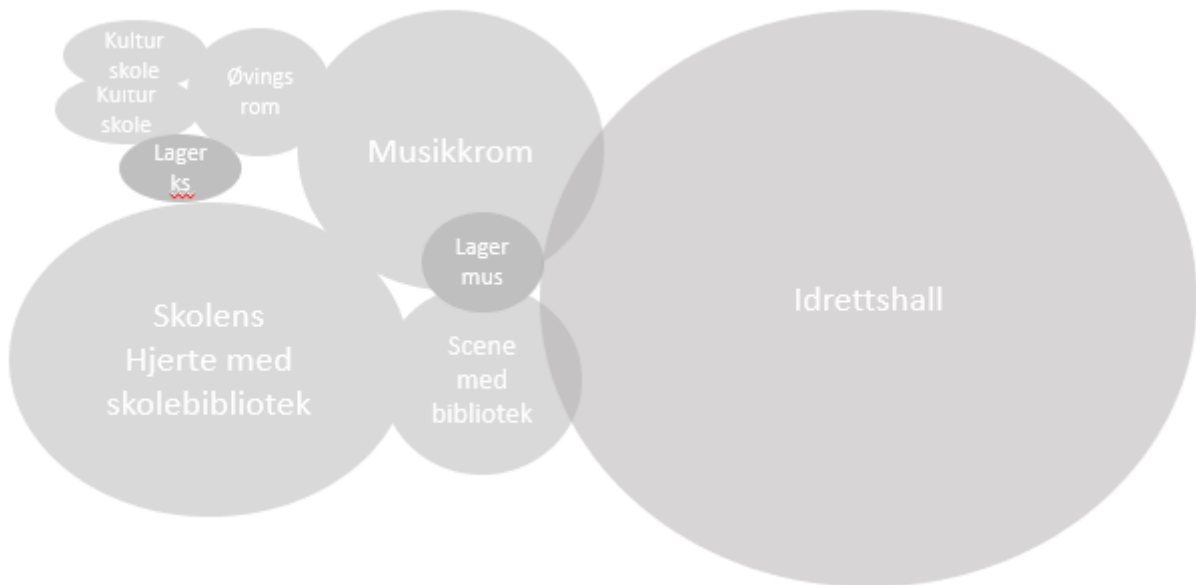 Kultur
skole
Kultur
skole
Øvings
rom
Lager
ks
Musikkrom
Lager
mus
Idrettshall
Skolens
Hjerte med
skolebibliotek
Scene
med
bibliotek